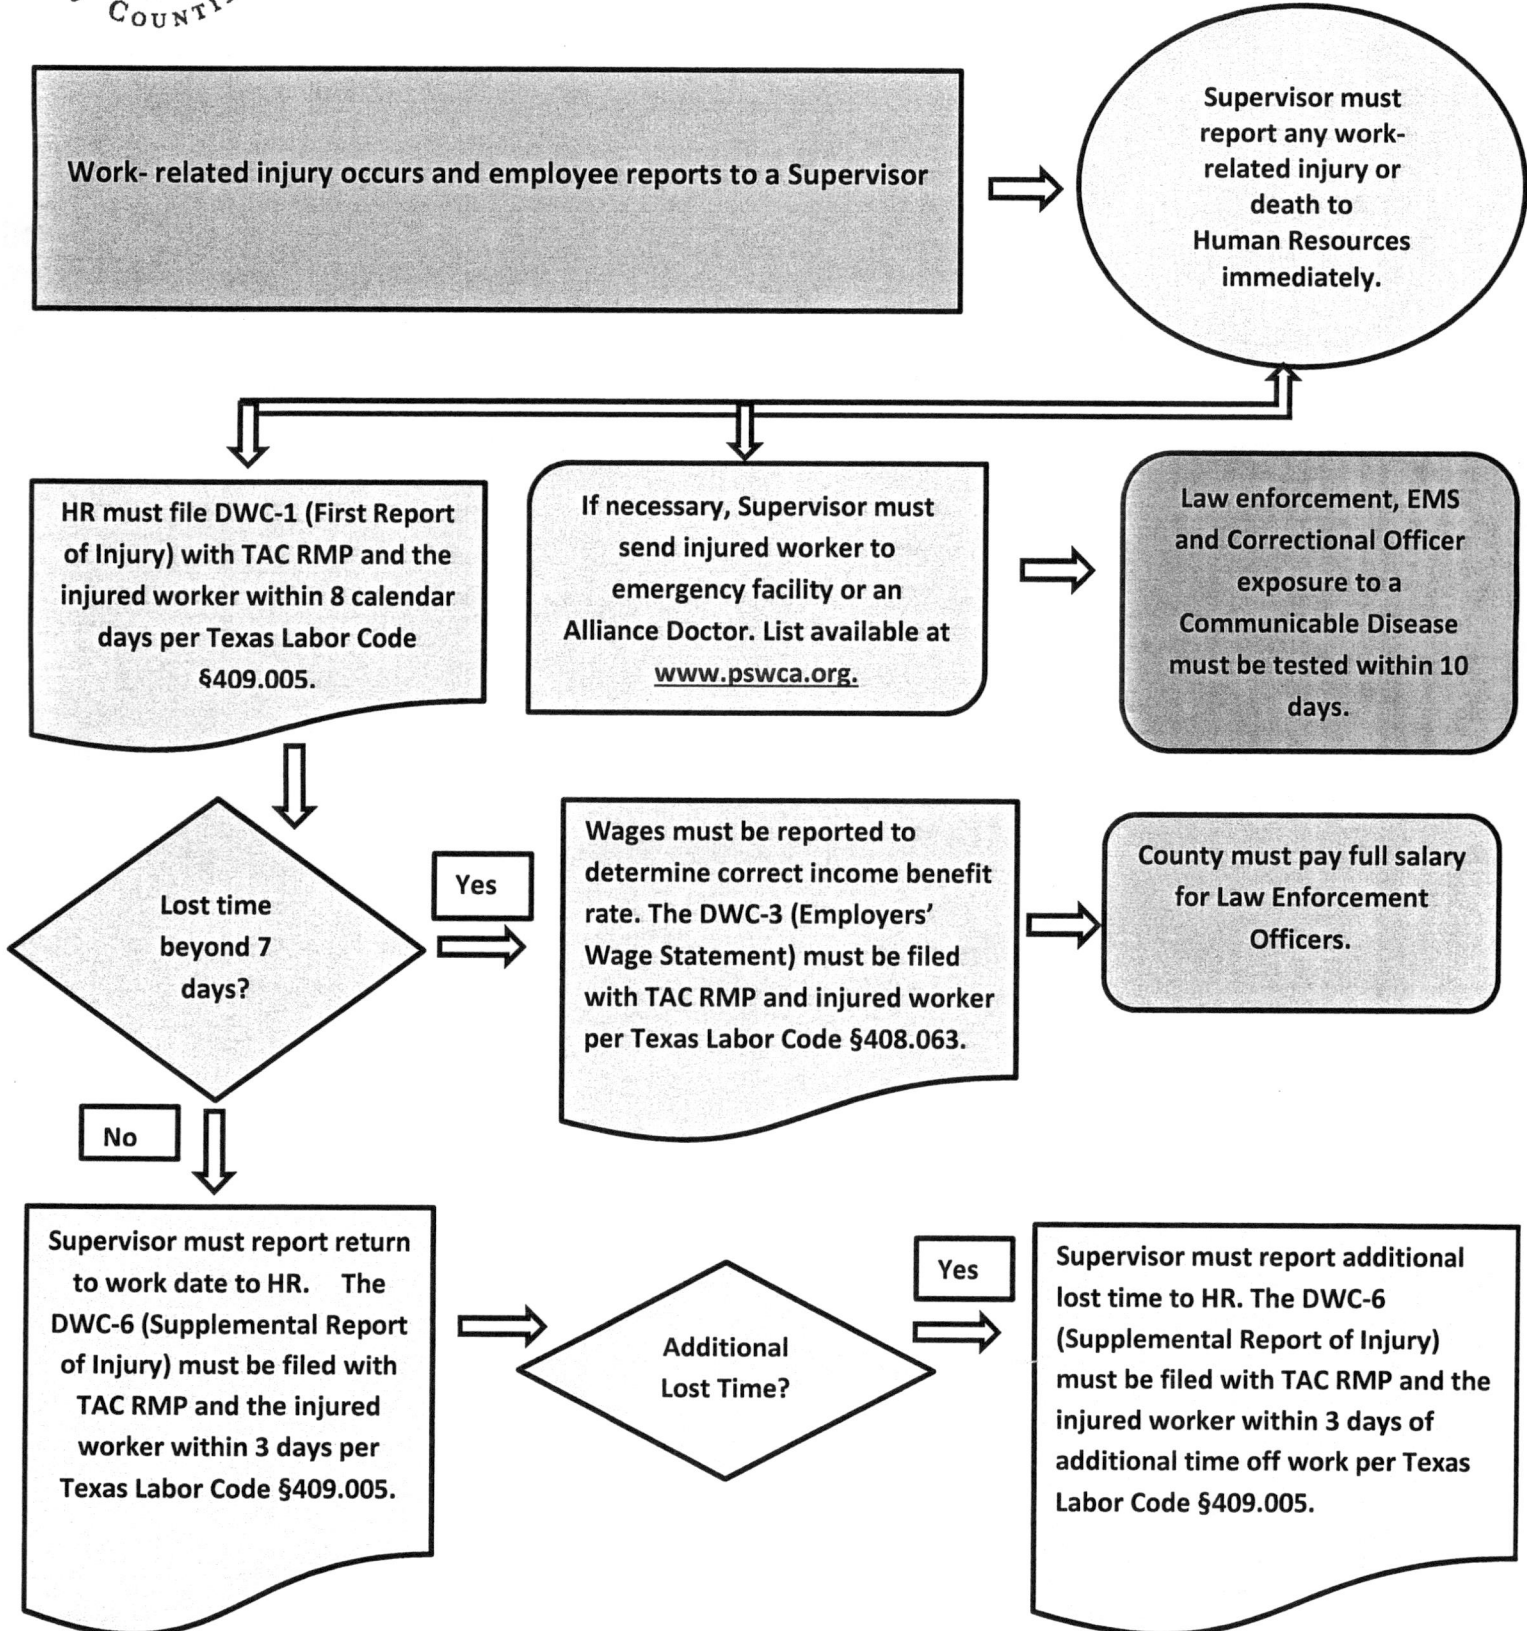 COUNTI
Work- related injury occurs and employee reports to a Supervisor
Supervisor must
report any work-
related injury or
death to
Human Resources
immediately.
HR must file DWC-1 (First Report
of Injury) with TAC RMP and the
injured worker within 8 calendar
days per Texas Labor Code
§409.005.
If necessary, Supervisor must
send injured worker to
emergency facility or an
Alliance Doctor. List available at
www.pswca.org.
Law enforcement, EMS
and Correctional Officer
exposure to a
Communicable Disease
must be tested within 10
days.
Lost time
beyond 7
days?
Yes
Wages must be reported to
determine correct income benefit
rate. The DWC-3 (Employers’
Wage Statement) must be filed
with TAC RMP and injured worker
per Texas Labor Code §408.063.
County must pay full salary
for Law Enforcement
Officers.
No
Supervisor must report return
to work date to HR. The
DWC-6 (Supplemental Report
of Injury) must be filed with
TAC RMP and the injured
worker within 3 days per
Texas Labor Code §409.005.
Additional
Lost Time?
Yes
Supervisor must report additional
lost time to HR. The DWC-6
(Supplemental Report of Injury)
must be filed with TAC RMP and the
injured worker within 3 days of
additional time off work per Texas
Labor Code §409.005.